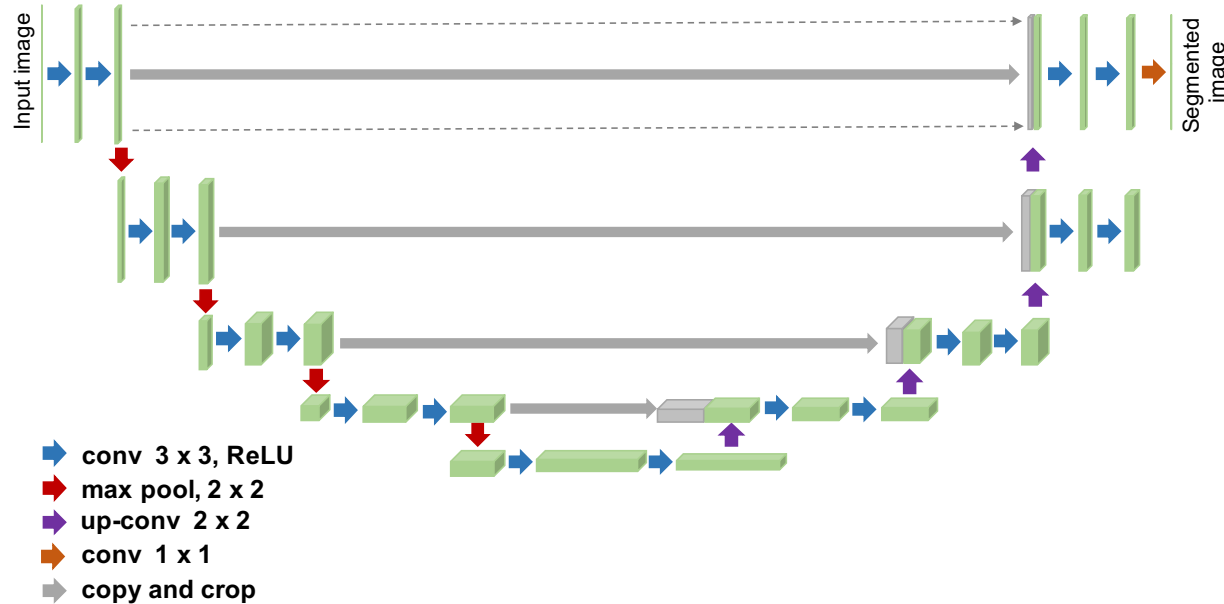 Input image
Segmented
image
conv 3 x 3, ReLU
max pool, 2 x 2
up-conv 2 x 2
conv 1 x 1
copy and crop